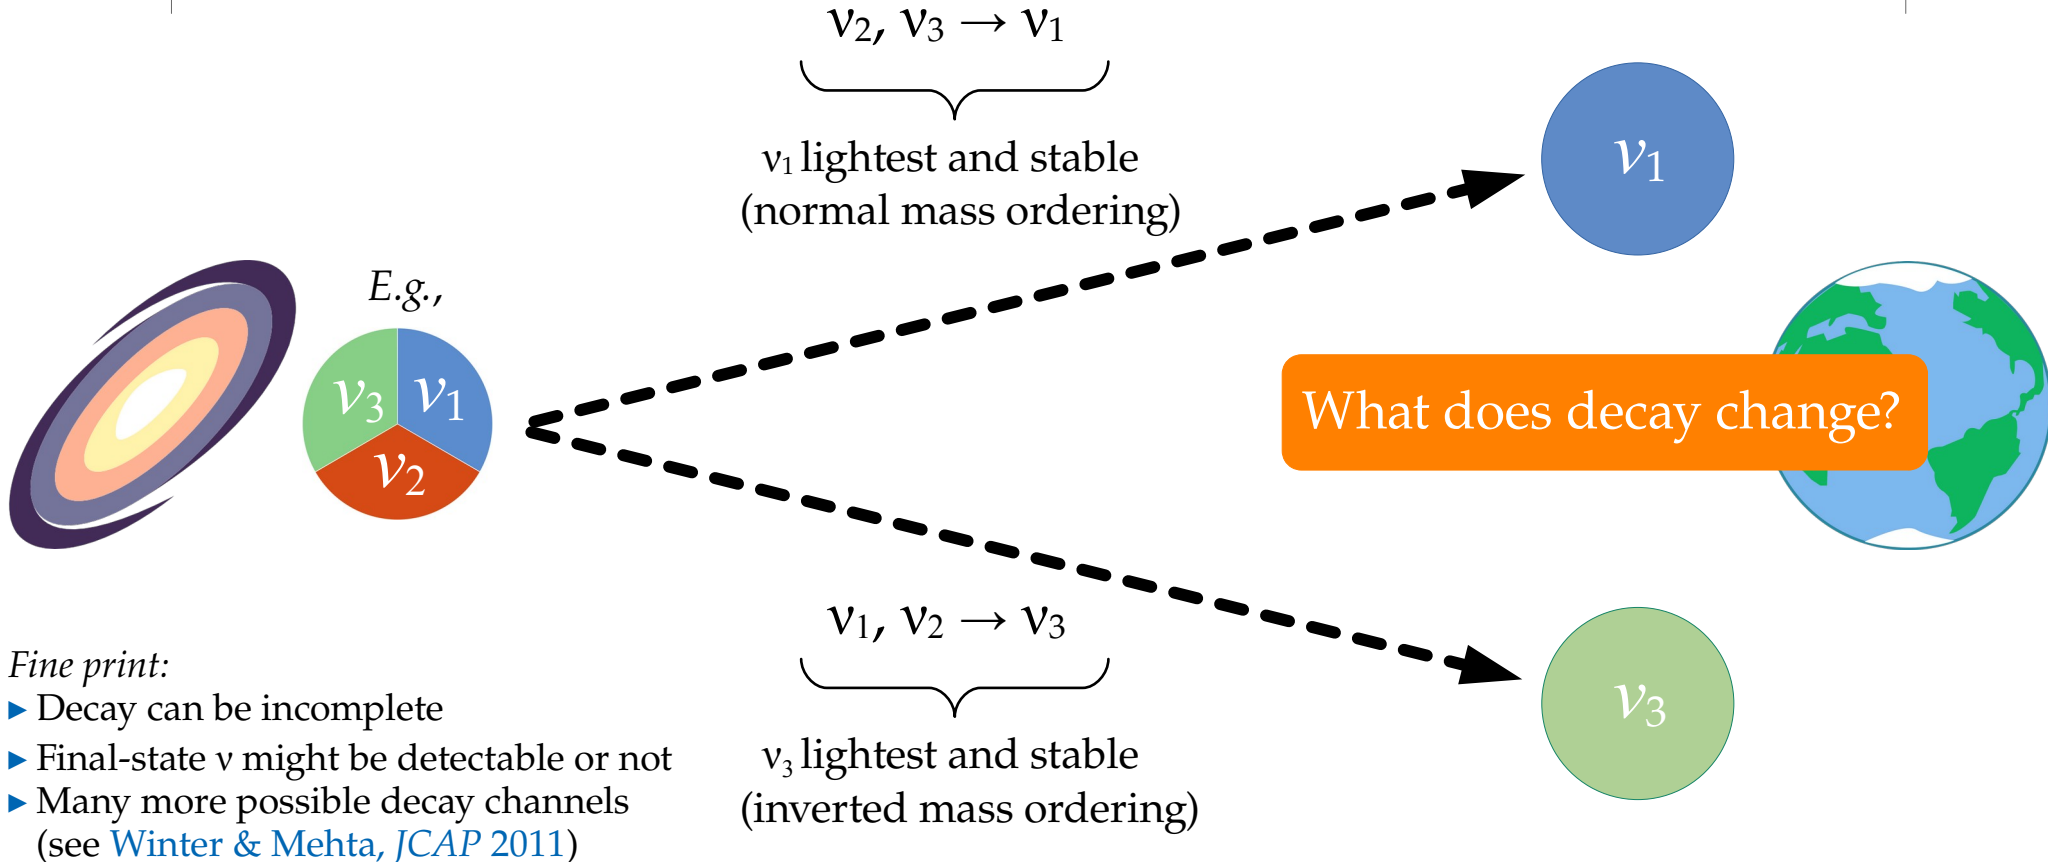 ν₂, ν₃ → ν₁
ν₁ lightest and stable
(normal mass ordering)
ν₁
E.g.,
ν₃ ν₁
ν₂
What does decay change?
ν₁, ν₂ → ν₃
ν₃ lightest and stable
(inverted mass ordering)
ν₃
Fine print:
▶ Decay can be incomplete
▶ Final-state ν might be detectable or not
▶ Many more possible decay channels
(see Winter & Mehta, JCAP 2011)